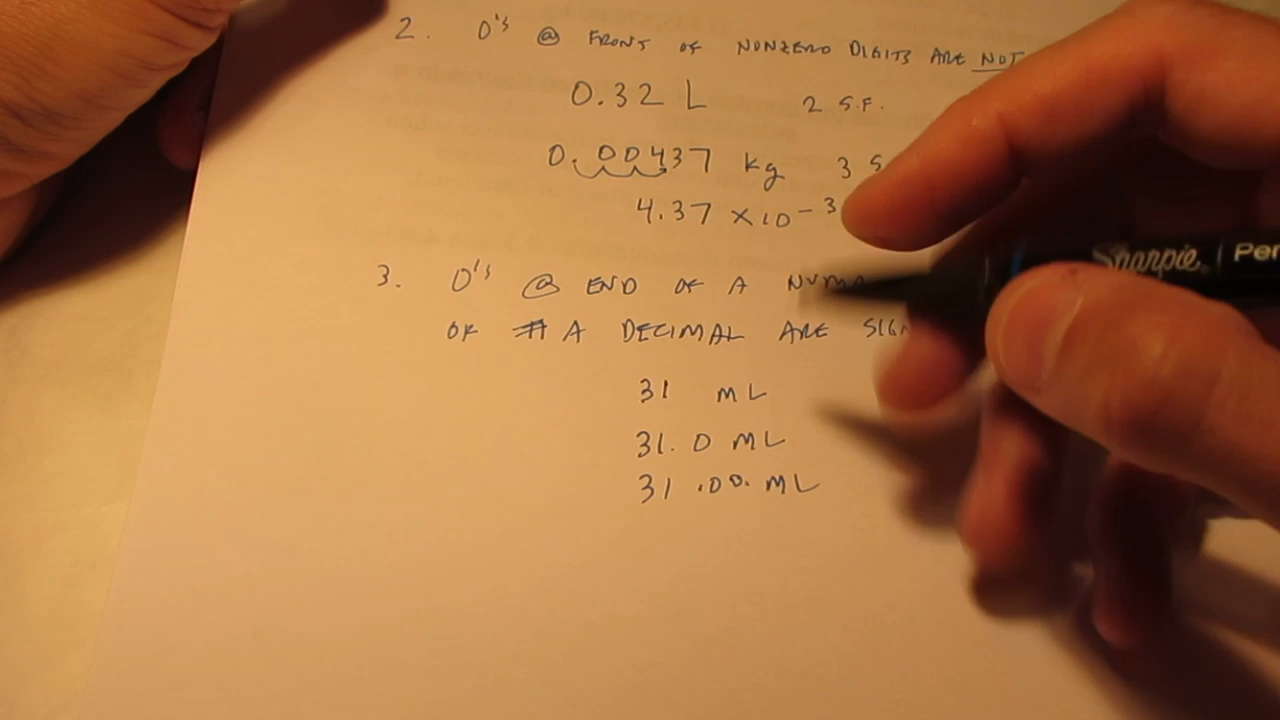 2. 0's @ FRONT OF NONZERO DIGITS ARE NOT
0.32 L 2 S.F.
0.00437 kg 3 S
4.37 ×10⁻³
3. 0's @ END OF A
OF A DECIMAL ARE
31 mL
31.0 mL
31.00. mL
Sharpie Pen